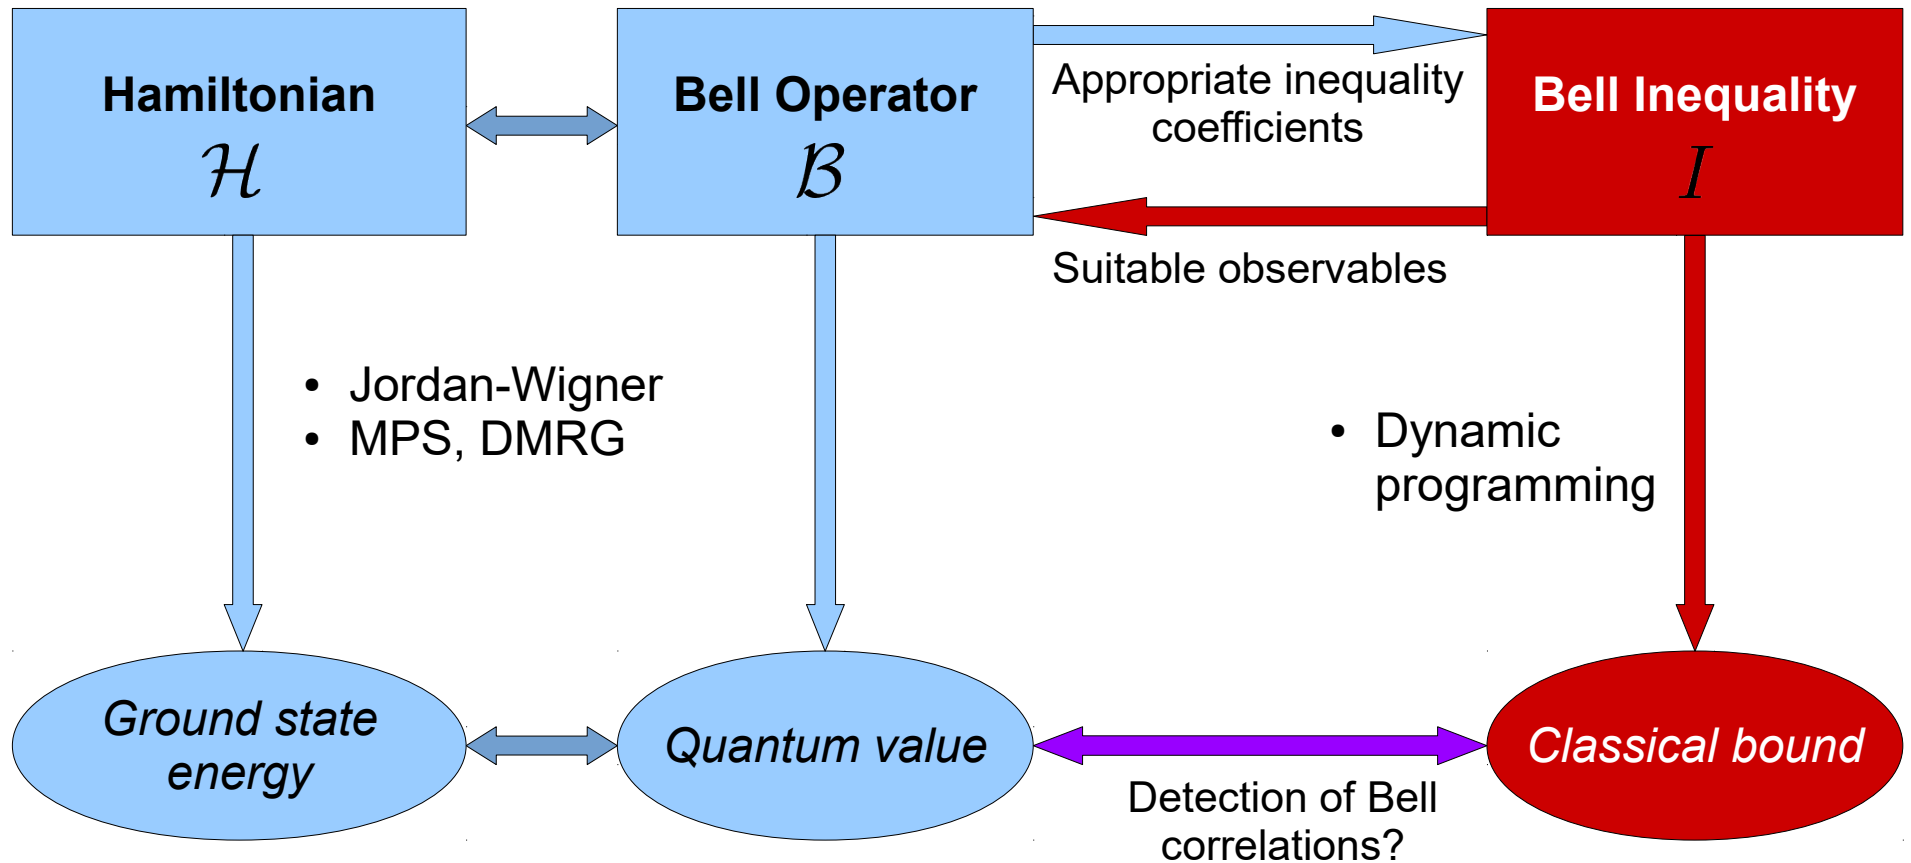 Hamiltonian
ℋ
Bell Operator
ℬ
Appropriate inequality
coefficients
Bell Inequality
I
Suitable observables
• Jordan-Wigner
• MPS, DMRG
• Dynamic
programming
Ground state
energy
Quantum value
Classical bound
Detection of Bell
correlations?